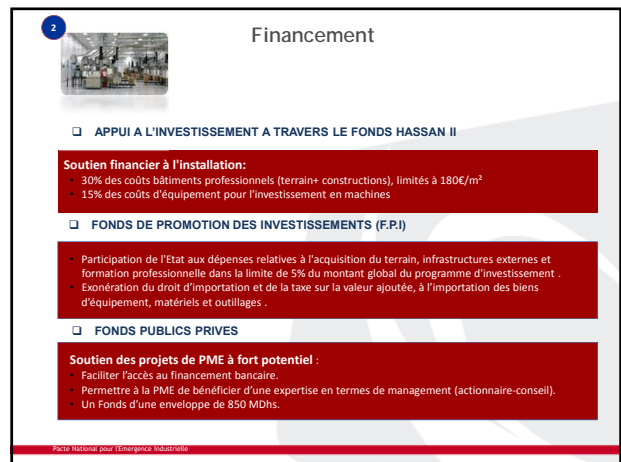 2
Financement
❑ APPUI A L'INVESTISSEMENT A TRAVERS LE FONDS HASSAN II
Soutien financier à l'installation:
• 30% des coûts bâtiments professionnels (terrain+ constructions), limités à 180€/m²
• 15% des coûts d'équipement pour l'investissement en machines
❑ FONDS DE PROMOTION DES INVESTISSEMENTS (F.P.I)
• Participation de l'Etat aux dépenses relatives à l'acquisition du terrain, infrastructures externes et
formation professionnelle dans la limite de 5% du montant global du programme d'investissement .
• Exonération du droit d'importation et de la taxe sur la valeur ajoutée, à l'importation des biens
d'équipement, matériels et outillages .
❑ FONDS PUBLICS PRIVES
Soutien des projets de PME à fort potentiel :
• Faciliter l'accès au financement bancaire.
• Permettre à la PME de bénéficier d'une expertise en termes de management (actionnaire-conseil).
• Un Fonds d'une enveloppe de 850 MDhs.
Pacte National pour l'Emergence Industrielle